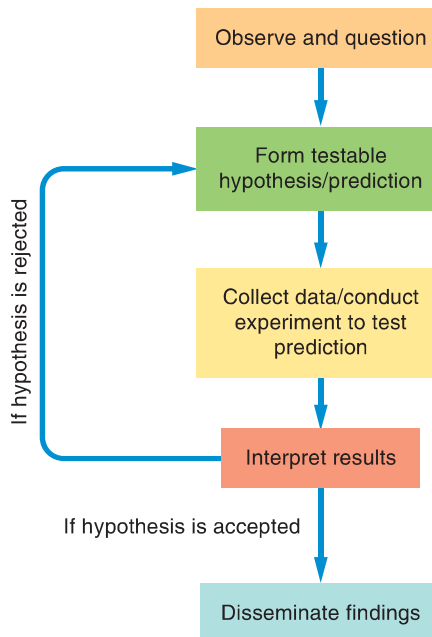 Observe and question
Form testable
hypothesis/prediction
If hypothesis is rejected
Collect data/conduct
experiment to test
prediction
Interpret results
If hypothesis is accepted
Disseminate findings